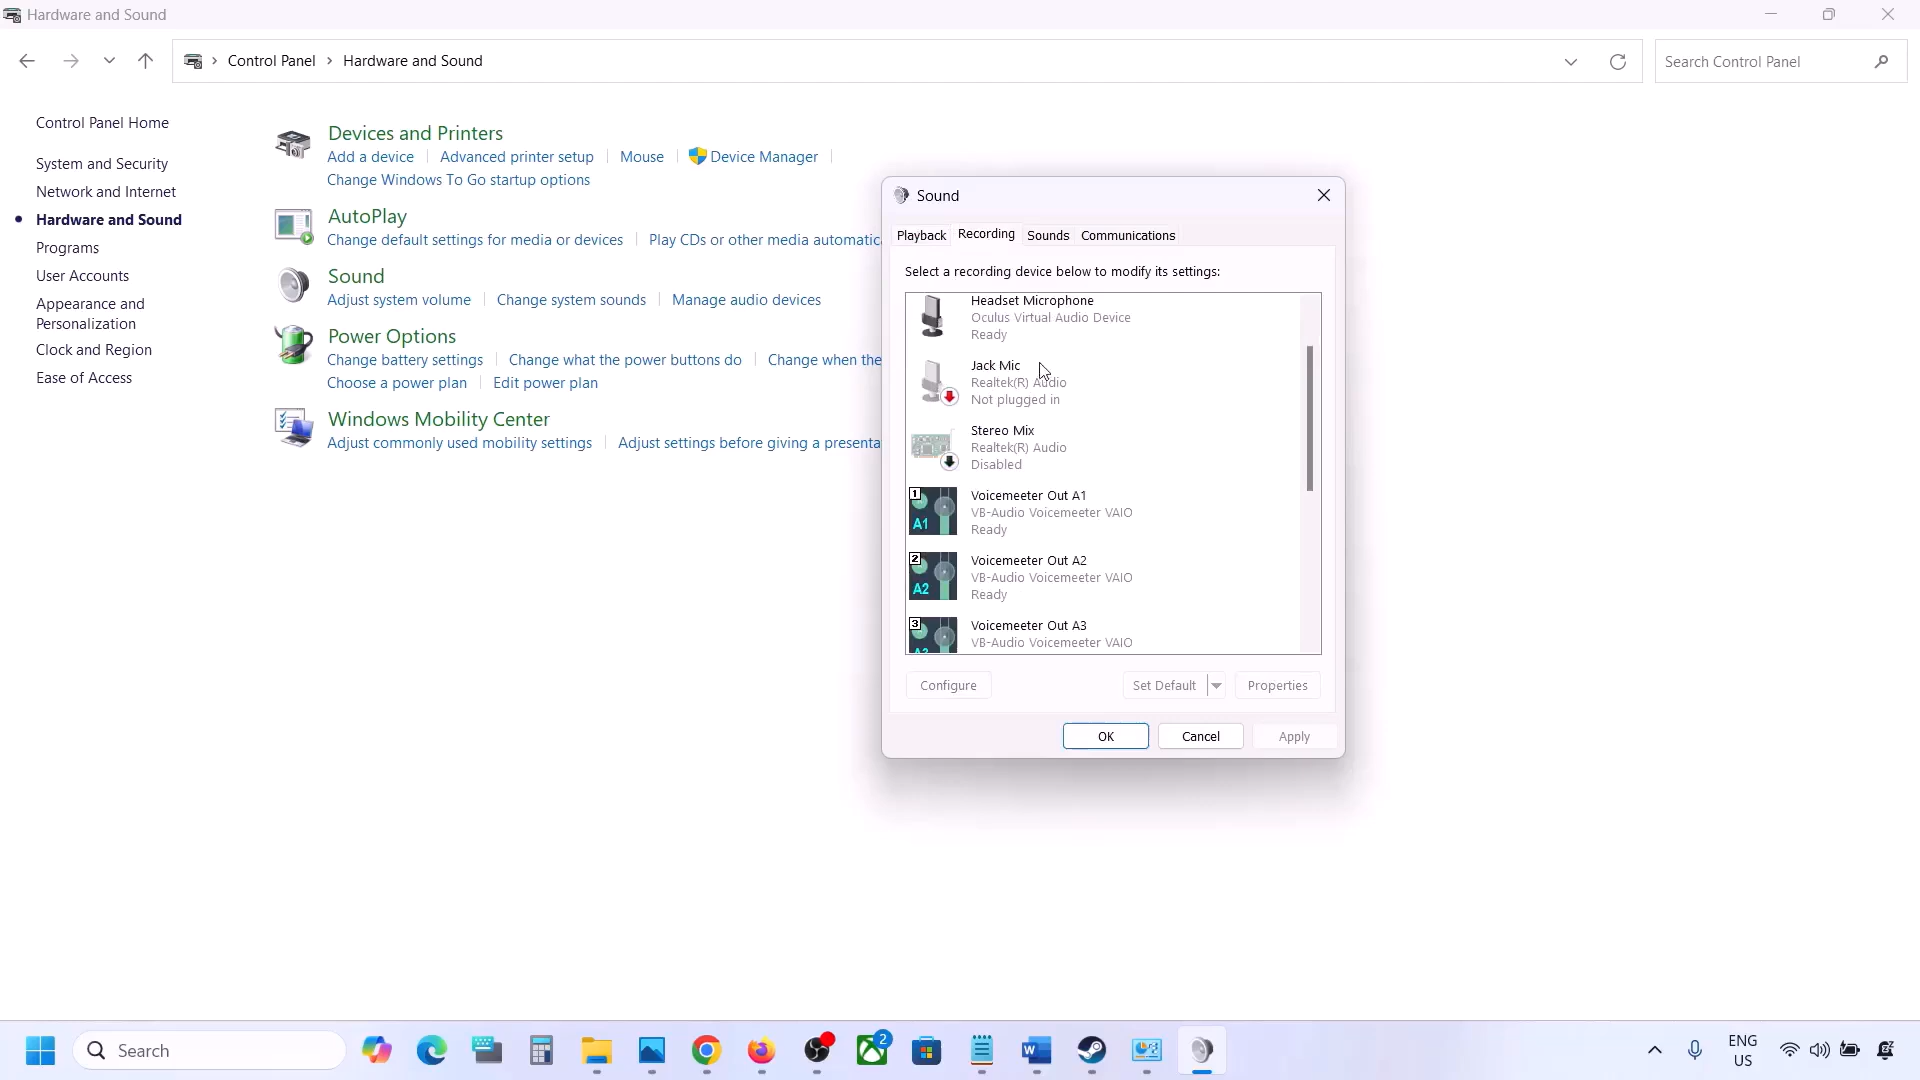 Hardware and Sound
Control Panel > Hardware and Sound
Search Control Panel
Control Panel Home
System and Security
Network and Internet
Hardware and Sound
Programs
User Accounts
Appearance and
Personalization
Clock and Region
Ease of Access
Devices and Printers
Add a device
Advanced printer setup
Mouse
Device Manager
Change Windows To Go startup options
AutoPlay
Change default settings for media or devices
Play CDs or other media automatic
Sound
Adjust system volume
Change system sounds
Manage audio devices
Power Options
Change battery settings
Change what the power buttons do
Change when the
Choose a power plan
Edit power plan
Windows Mobility Center
Adjust commonly used mobility settings
Adjust settings before giving a presenta
Sound
Playback
Recording
Sounds
Communications
Select a recording device below to modify its settings:
Headset Microphone
Oculus Virtual Audio Device
Ready
Jack Mic
Realtek(R) Audio
Not plugged in
Stereo Mix
Realtek(R) Audio
Disabled
1
A1
Voicemeeter Out A1
VB-Audio Voicemeeter VAIO
Ready
2
A2
Voicemeeter Out A2
VB-Audio Voicemeeter VAIO
Ready
3
A3
Voicemeeter Out A3
VB-Audio Voicemeeter VAIO
Configure
Set Default
Properties
OK
Cancel
Apply
Search
2
ENG
US